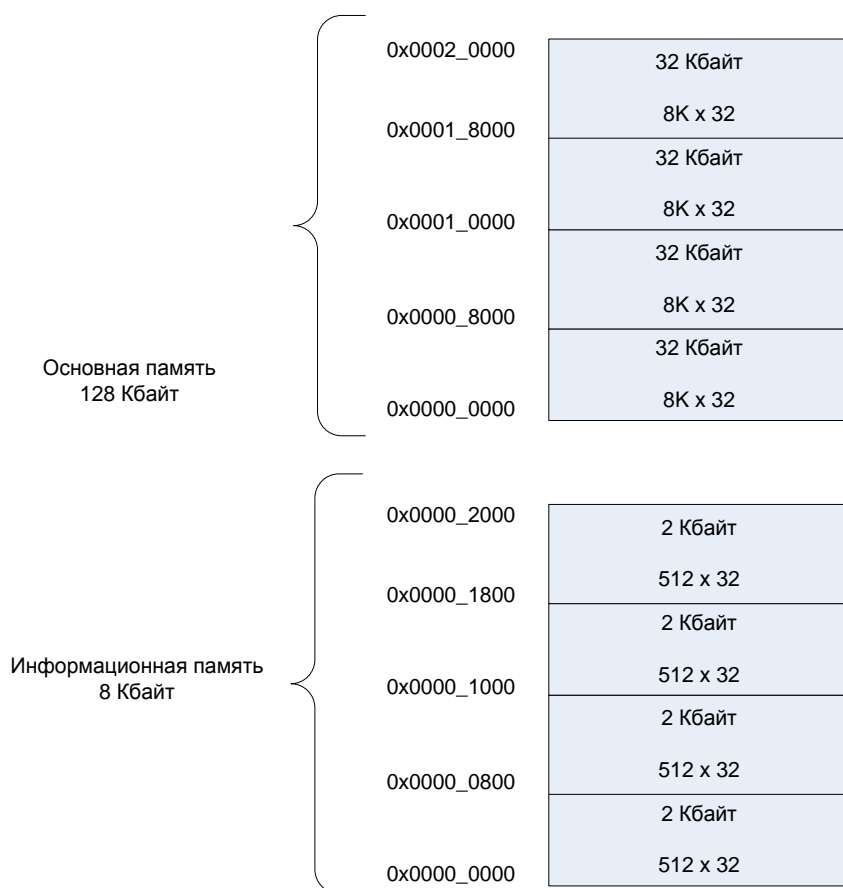 0x0002_0000
32 Кбайт
8K x 32
0x0001_8000
32 Кбайт
8K x 32
0x0001_0000
32 Кбайт
8K x 32
0x0000_8000
32 Кбайт
8K x 32
0x0000_0000
Основная память
128 Кбайт
0x0000_2000
2 Кбайт
512 x 32
0x0000_1800
2 Кбайт
512 x 32
0x0000_1000
2 Кбайт
512 x 32
0x0000_0800
2 Кбайт
512 x 32
0x0000_0000
Информационная память
8 Кбайт